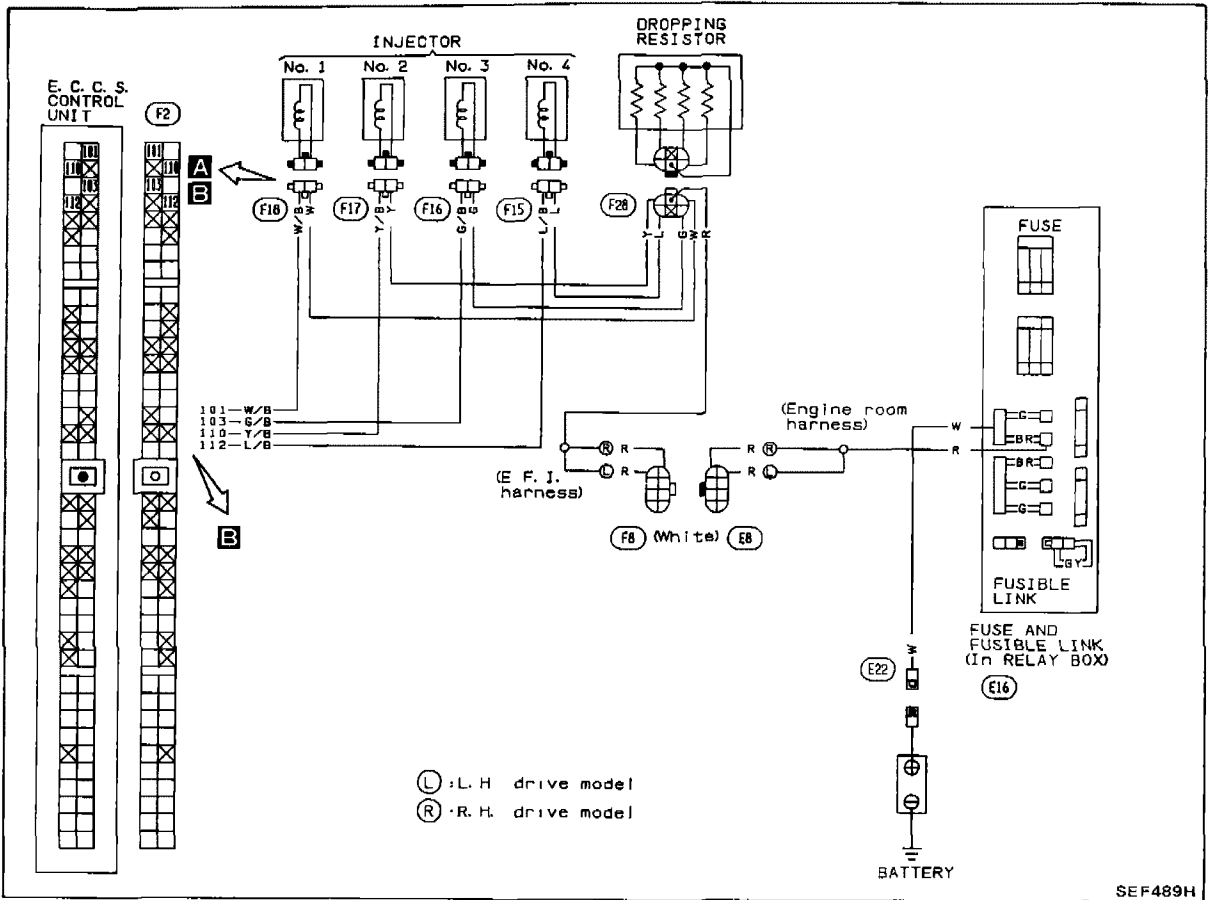 DROPPING
RESISTOR
INJECTOR
No. 1 No. 2 No. 3 No. 4
E. C. C. S.
CONTROL
UNIT
F2
101 101
110 110
103 103
112 112
A
B
F18 F17 F16 F15 F28
W/B W Y/B Y G/B G L/B L
Y L G W R
FUSE
101 — W/B
103 — G/B
110 — Y/B
112 — L/B
(Engine room
harness)
W
R
G
BR
BR
G
G
R R
L R
R R
R L
(E F. I.
harness)
F8 (White) E8
B
GY
FUSIBLE
LINK
FUSE AND
FUSIBLE LINK
(In RELAY BOX)
E16
W
E22
L : L. H drive model
R · R. H. drive model
BATTERY
SEF489H